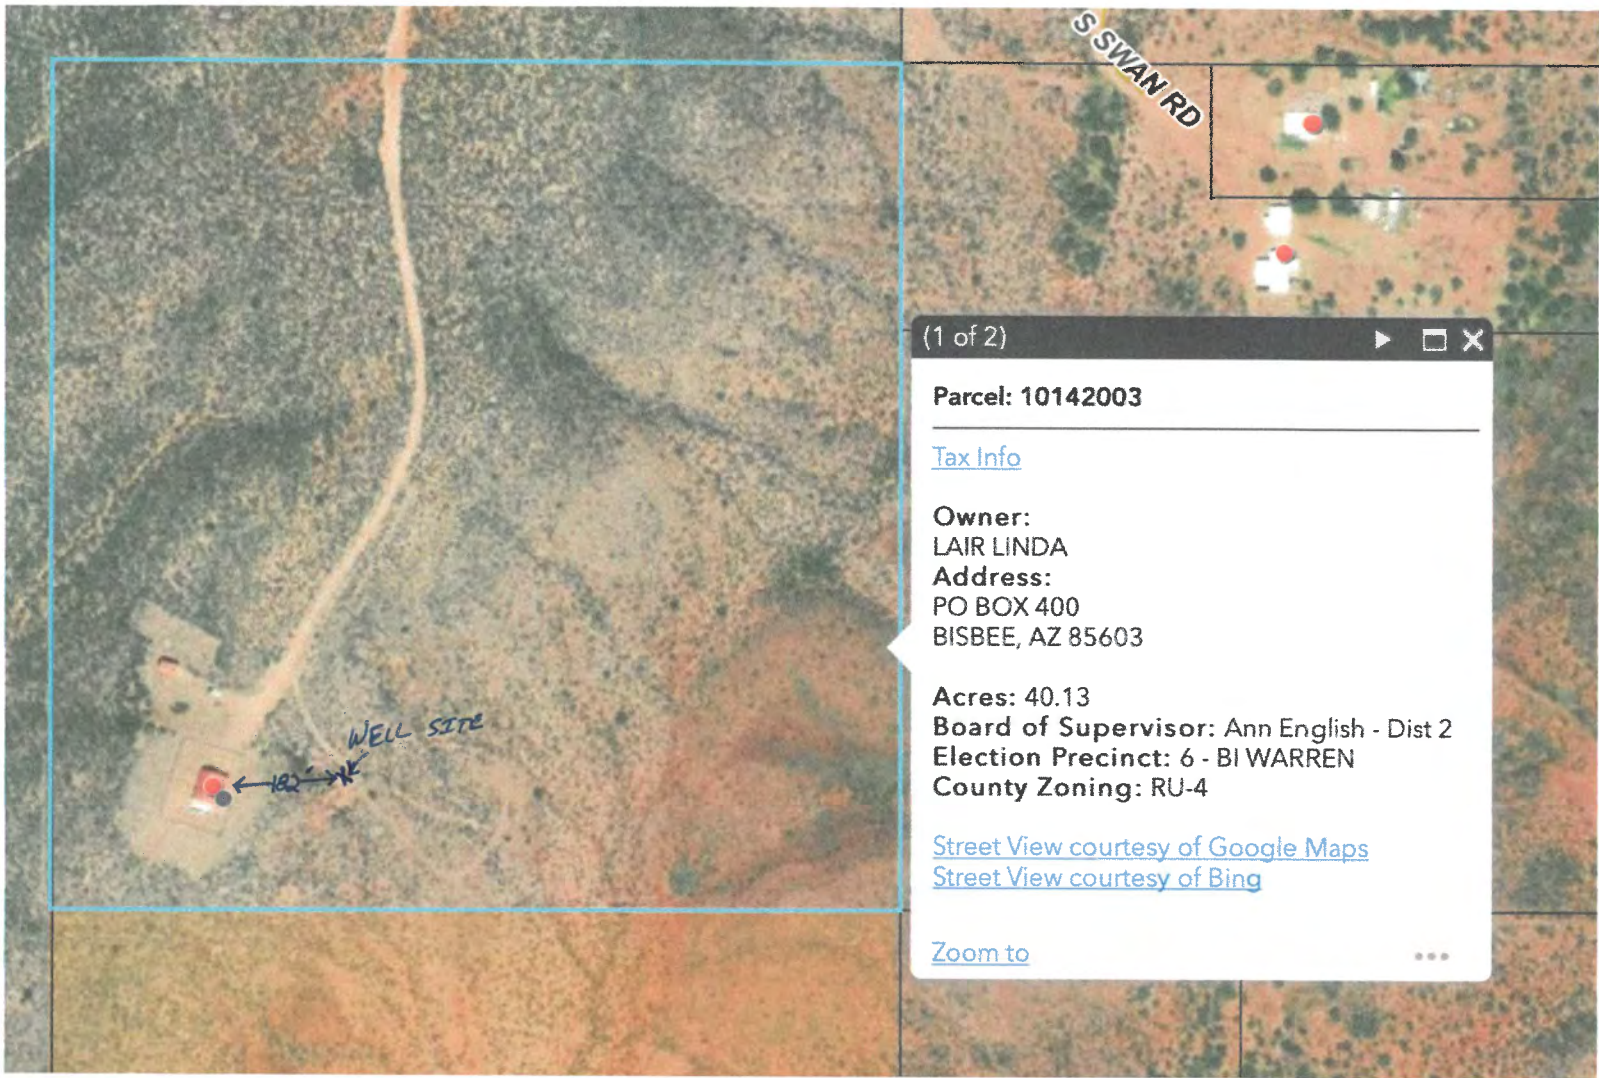 S SWAN RD
(1 of 2)
Parcel: 10142003
Tax Info
Owner:
LAIR LINDA
Address:
PO BOX 400
BISBEE, AZ 85603
Acres: 40.13
Board of Supervisor: Ann English - Dist 2
Election Precinct: 6 - BI WARREN
County Zoning: RU-4
Street View courtesy of Google Maps
Street View courtesy of Bing
Zoom to
WELL SITE
182'